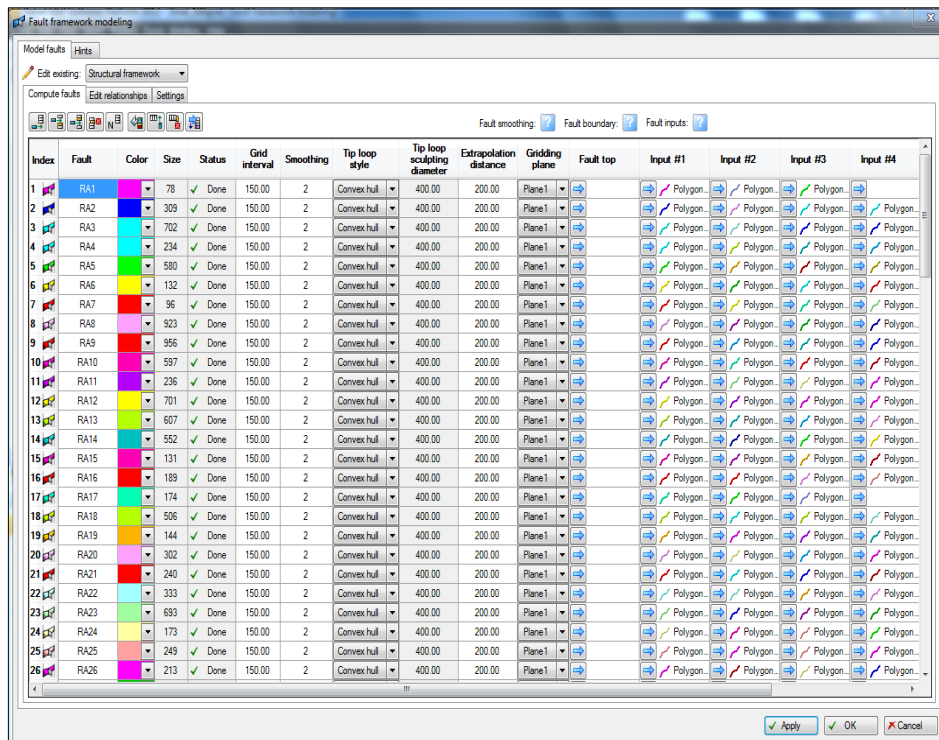 Fault framework modeling
X
Model faults Hints
Edit existing: Structural framework
Compute faults Edit relationships Settings
N Fault smoothing: ? Fault boundary: ? Fault inputs: ?
Index Fault Color Size Status Grid interval Smoothing Tip loop style Tip loop sculpting diameter Extrapolation distance Gridding plane Fault top Input #1 Input #2 Input #3 Input #4
1 RA1 78 Done 150.00 2 Convex hull 400.00 200.00 Plane1 Polygon... Polygon... Polygon...
2 RA2 309 Done 150.00 2 Convex hull 400.00 200.00 Plane1 Polygon... Polygon... Polygon... Polygon...
3 RA3 702 Done 150.00 2 Convex hull 400.00 200.00 Plane1 Polygon... Polygon... Polygon... Polygon...
4 RA4 234 Done 150.00 2 Convex hull 400.00 200.00 Plane1 Polygon... Polygon... Polygon... Polygon...
5 RA5 580 Done 150.00 2 Convex hull 400.00 200.00 Plane1 Polygon... Polygon... Polygon... Polygon...
6 RA6 132 Done 150.00 2 Convex hull 400.00 200.00 Plane1 Polygon... Polygon... Polygon... Polygon...
7 RA7 96 Done 150.00 2 Convex hull 400.00 200.00 Plane1 Polygon... Polygon... Polygon... Polygon...
8 RA8 923 Done 150.00 2 Convex hull 400.00 200.00 Plane1 Polygon... Polygon... Polygon... Polygon...
9 RA9 956 Done 150.00 2 Convex hull 400.00 200.00 Plane1 Polygon... Polygon... Polygon... Polygon...
10 RA10 597 Done 150.00 2 Convex hull 400.00 200.00 Plane1 Polygon... Polygon... Polygon... Polygon...
11 RA11 236 Done 150.00 2 Convex hull 400.00 200.00 Plane1 Polygon... Polygon... Polygon... Polygon...
12 RA12 701 Done 150.00 2 Convex hull 400.00 200.00 Plane1 Polygon... Polygon... Polygon... Polygon...
13 RA13 607 Done 150.00 2 Convex hull 400.00 200.00 Plane1 Polygon... Polygon... Polygon... Polygon...
14 RA14 552 Done 150.00 2 Convex hull 400.00 200.00 Plane1 Polygon... Polygon... Polygon... Polygon...
15 RA15 131 Done 150.00 2 Convex hull 400.00 200.00 Plane1 Polygon... Polygon... Polygon... Polygon...
16 RA16 189 Done 150.00 2 Convex hull 400.00 200.00 Plane1 Polygon... Polygon... Polygon... Polygon...
17 RA17 174 Done 150.00 2 Convex hull 400.00 200.00 Plane1 Polygon... Polygon... Polygon...
18 RA18 506 Done 150.00 2 Convex hull 400.00 200.00 Plane1 Polygon... Polygon... Polygon... Polygon...
19 RA19 144 Done 150.00 2 Convex hull 400.00 200.00 Plane1 Polygon... Polygon... Polygon... Polygon...
20 RA20 302 Done 150.00 2 Convex hull 400.00 200.00 Plane1 Polygon... Polygon... Polygon... Polygon...
21 RA21 240 Done 150.00 2 Convex hull 400.00 200.00 Plane1 Polygon... Polygon... Polygon... Polygon...
22 RA22 333 Done 150.00 2 Convex hull 400.00 200.00 Plane1 Polygon... Polygon... Polygon... Polygon...
23 RA23 693 Done 150.00 2 Convex hull 400.00 200.00 Plane1 Polygon... Polygon... Polygon... Polygon...
24 RA24 173 Done 150.00 2 Convex hull 400.00 200.00 Plane1 Polygon... Polygon... Polygon... Polygon...
25 RA25 249 Done 150.00 2 Convex hull 400.00 200.00 Plane1 Polygon... Polygon... Polygon... Polygon...
26 RA26 213 Done 150.00 2 Convex hull 400.00 200.00 Plane1 Polygon... Polygon... Polygon... Polygon...
Apply OK Cancel